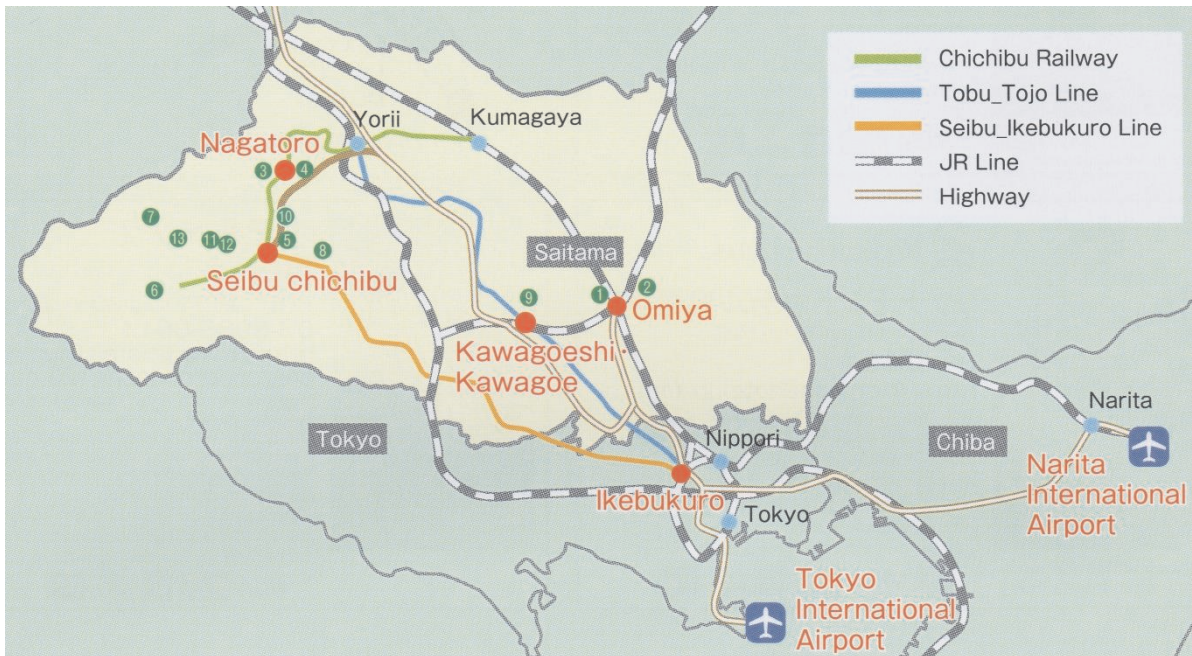 Chichibu Railway
Tobu_Tojo Line
Seibu_Ikebukuro Line
JR Line
Highway
Yorii
Kumagaya
Nagatoro
3
4
7
10
13
11
12
5
8
Seibu chichibu
6
Saitama
1
2
9
Omiya
Kawagoeshi·
Kawagoe
Tokyo
Nippori
Chiba
Narita
Ikebukuro
Narita
International
Airport
Tokyo
Tokyo
International
Airport